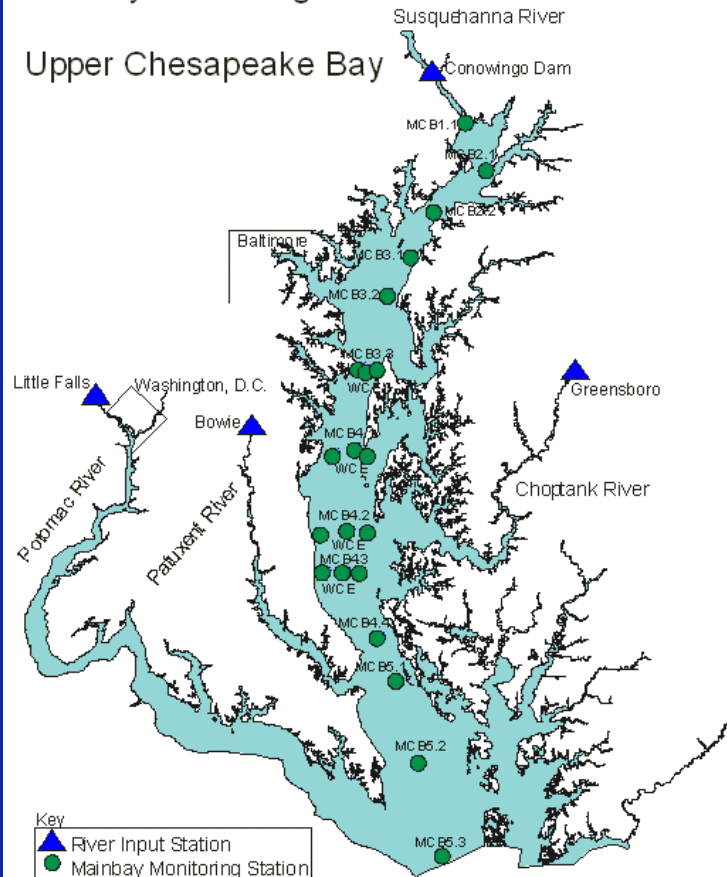 Susquehanna River
Upper Chesapeake Bay
Conowingo Dam
MCB1.1
MCB2.1
MCB2.2
Baltimore
MCB3.1
MCB3.2
MCB3.3
Little Falls
Washington, D.C.
Greensboro
Bowie
MCB4.
W C E
Potomac River
Patuxent River
Choptank River
MCB4.2
W C E
MCB43
W C E
MCB4.4
MCB5.1
MCB5.2
Key
River Input Station
MCB5.3
Mainbay Monitoring Station